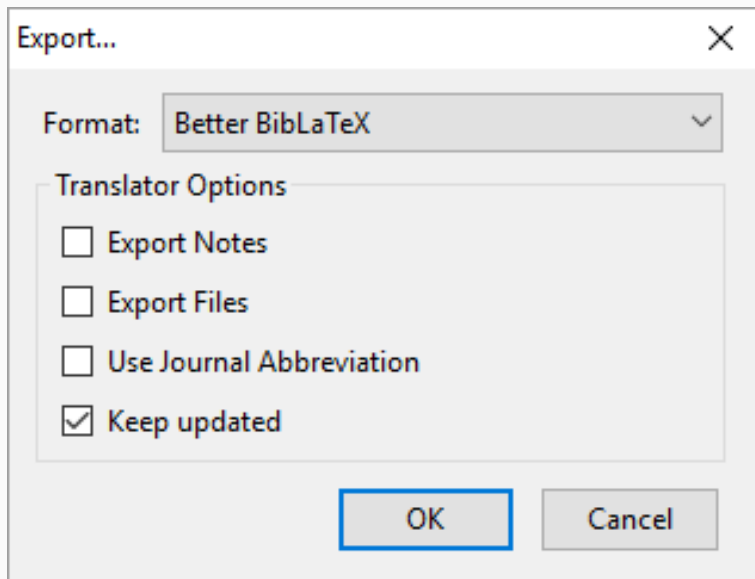 Export...
Format: Better BibLaTeX
Translator Options
Export Notes
Export Files
Use Journal Abbreviation
Keep updated
OK Cancel